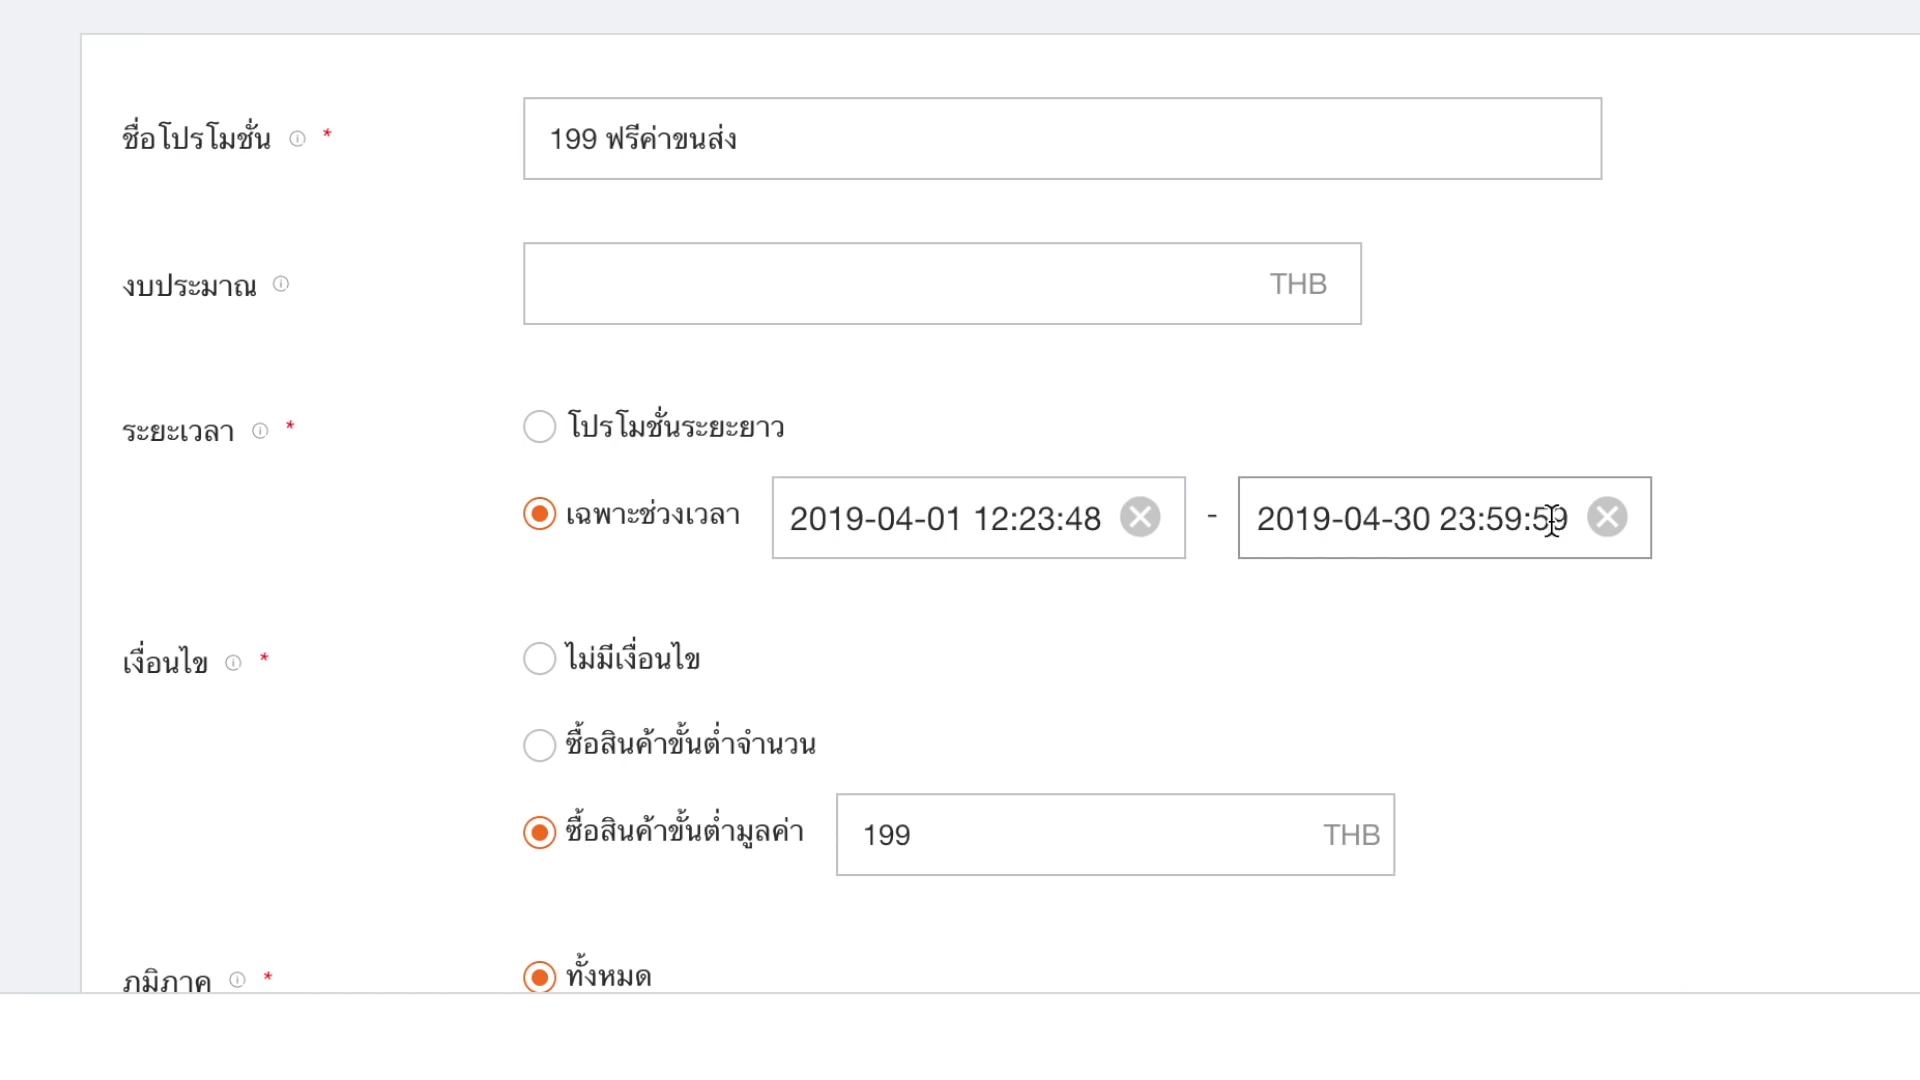 ชื่อโปรโมชั่น * 199 ฟรีค่าขนส่ง
งบประมาณ THB
ระยะเวลา * โปรโมชั่นระยะยาว
เฉพาะช่วงเวลา 2019-04-01 12:23:48 - 2019-04-30 23:59:59
เงื่อนไข * ไม่มีเงื่อนไข
ซื้อสินค้าขั้นต่ำจำนวน
ซื้อสินค้าขั้นต่ำมูลค่า 199 THB
ภูมิภาค * ทั้งหมด